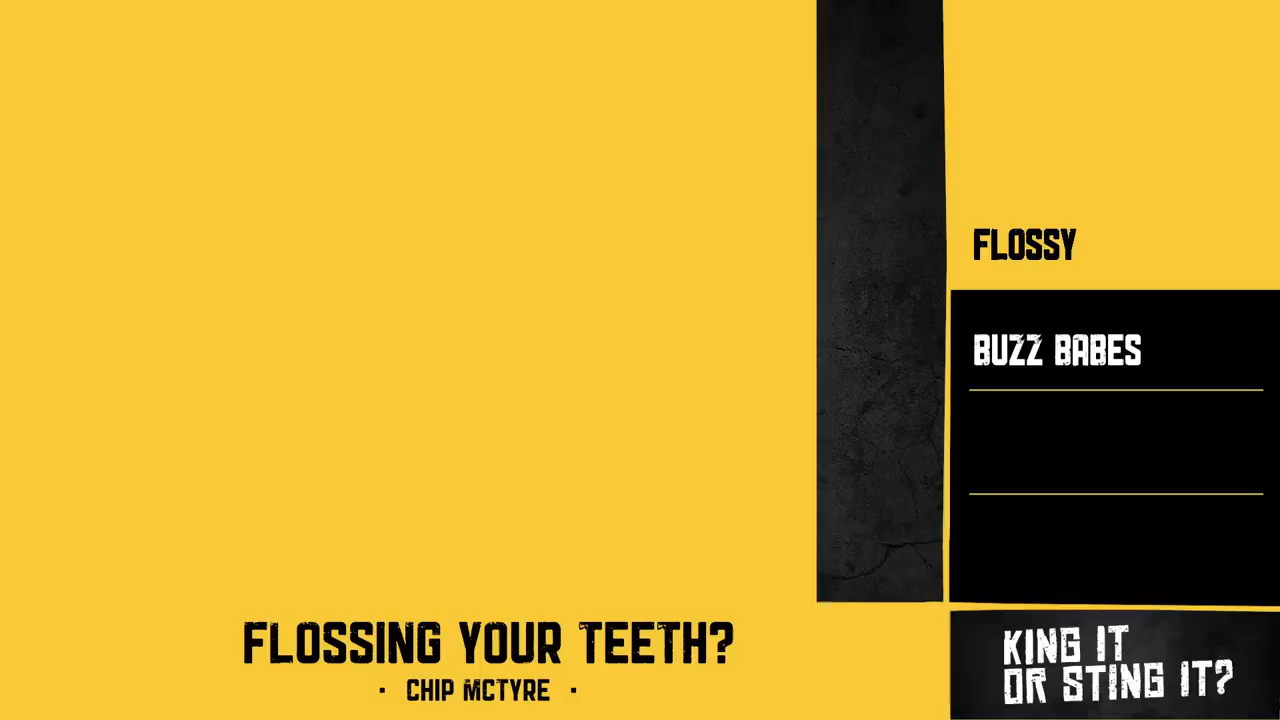 FLOSSY
BUZZ BABES
FLOSSING YOUR TEETH?
· CHIP MCTYRE ·
KING IT
OR STING IT?